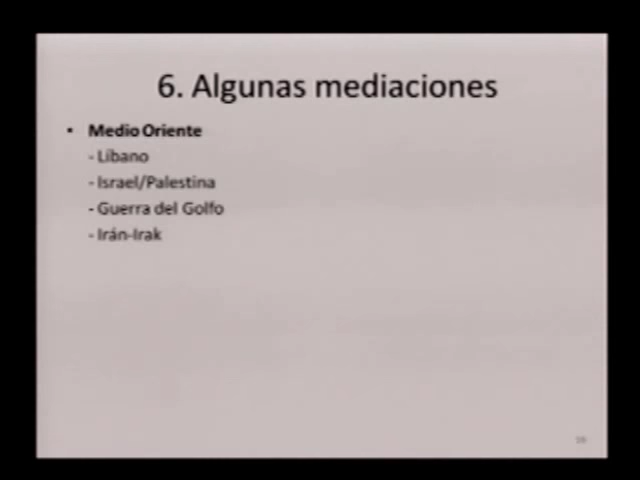 6. Algunas mediaciones
• Medio Oriente
- Líbano
- Israel/Palestina
- Guerra del Golfo
- Irán-Irak